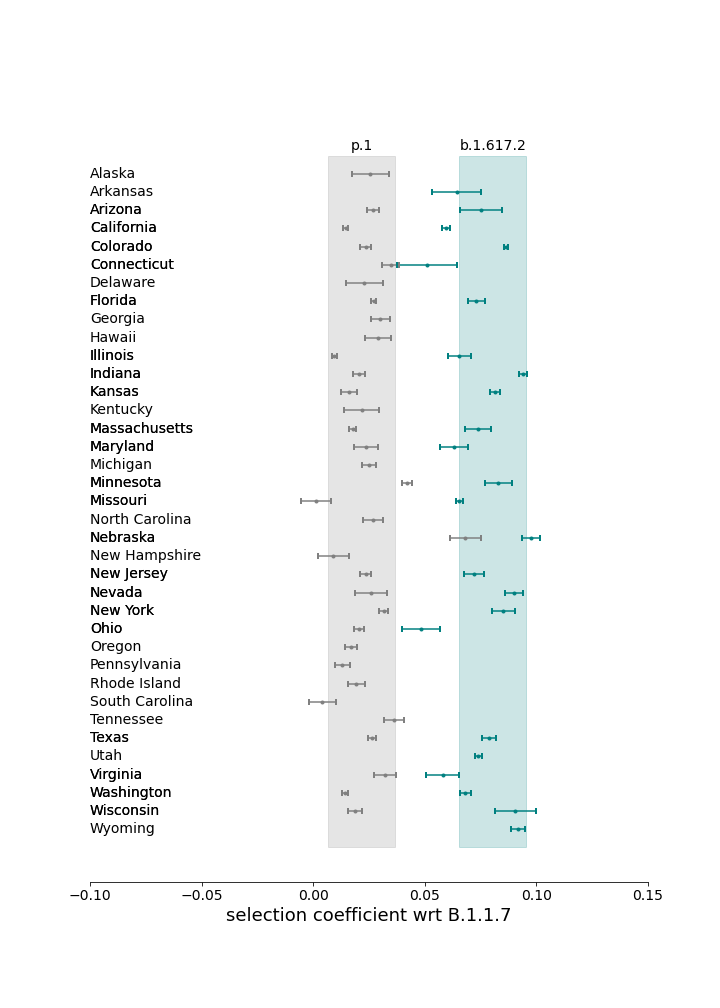 p.1 b.1.617.2
Alaska
Arkansas
Arizona
California
Colorado
Connecticut
Delaware
Florida
Georgia
Hawaii
Illinois
Indiana
Kansas
Kentucky
Massachusetts
Maryland
Michigan
Minnesota
Missouri
North Carolina
Nebraska
New Hampshire
New Jersey
Nevada
New York
Ohio
Oregon
Pennsylvania
Rhode Island
South Carolina
Tennessee
Texas
Utah
Virginia
Washington
Wisconsin
Wyoming
−0.10 −0.05 0.00 0.05 0.10 0.15
selection coefficient wrt B.1.1.7